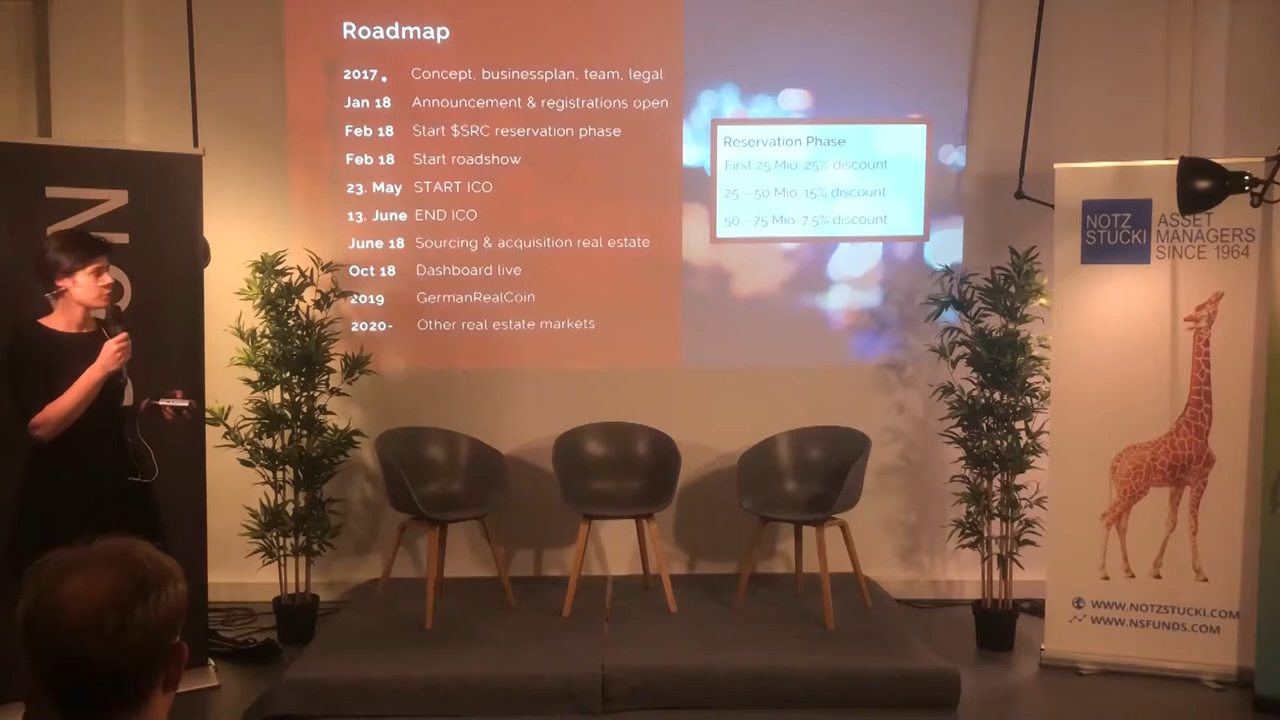 Roadmap
2017 Concept, businessplan, team, legal
Jan 18 Announcement & registrations open
Feb 18 Start $SRC reservation phase
Feb 18 Start roadshow
23. May START ICO
13. June END ICO
June 18 Sourcing & acquisition real estate
Oct 18 Dashboard live
2019 GermanRealCoin
2020- Other real estate markets
Reservation Phase
First 25 Mio: 25% discount
25 - 50 Mio: 15% discount
50 - 75 Mio: 7.5% discount
NOTZ
STUCKI
ASSET
MANAGERS
SINCE 1964
WWW.NOTZSTUCKI.COM
WWW.NSFUNDS.COM